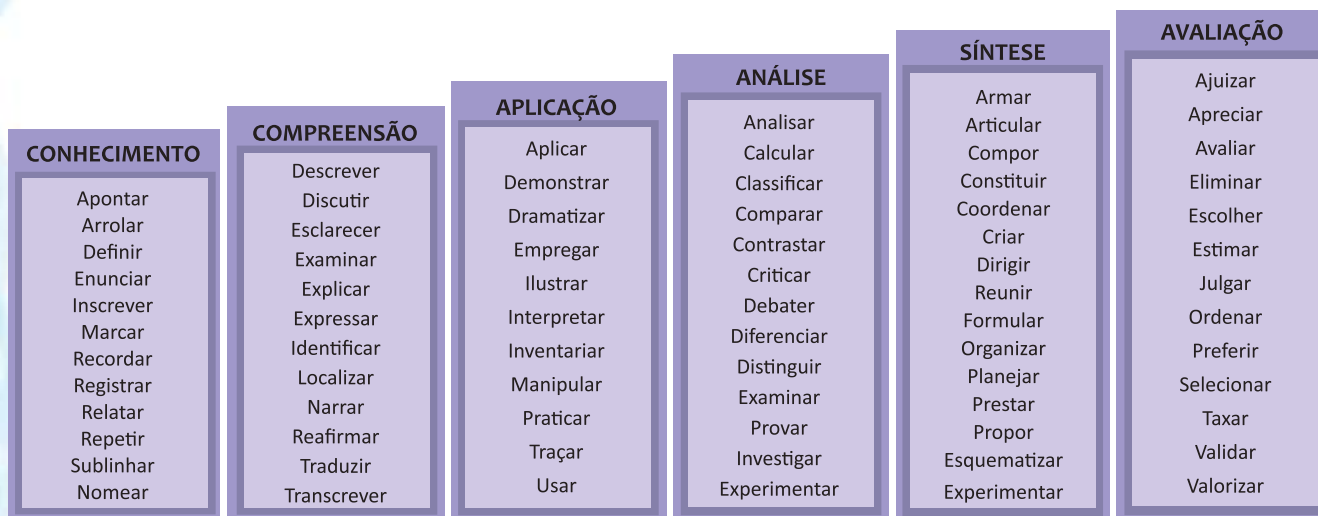 CONHECIMENTO
Apontar
Arrolar
Definir
Enunciar
Inscrever
Marcar
Recordar
Registrar
Relatar
Repetir
Sublinhar
Nomear
COMPREENSÃO
Descrever
Discutir
Esclarecer
Examinar
Explicar
Expressar
Identificar
Localizar
Narrar
Reafirmar
Traduzir
Transcrever
APLICAÇÃO
Aplicar
Demonstrar
Dramatizar
Empregar
Ilustrar
Interpretar
Inventariar
Manipular
Praticar
Traçar
Usar
ANÁLISE
Analisar
Calcular
Classificar
Comparar
Contrastar
Criticar
Debater
Diferenciar
Distinguir
Examinar
Provar
Investigar
Experimentar
SÍNTESE
Armar
Articular
Compor
Constituir
Coordenar
Criar
Dirigir
Reunir
Formular
Organizar
Planejar
Prestar
Propor
Esquematizar
Experimentar
AVALIAÇÃO
Ajuizar
Apreciar
Avaliar
Eliminar
Escolher
Estimar
Julgar
Ordenar
Preferir
Selecionar
Taxar
Validar
Valorizar